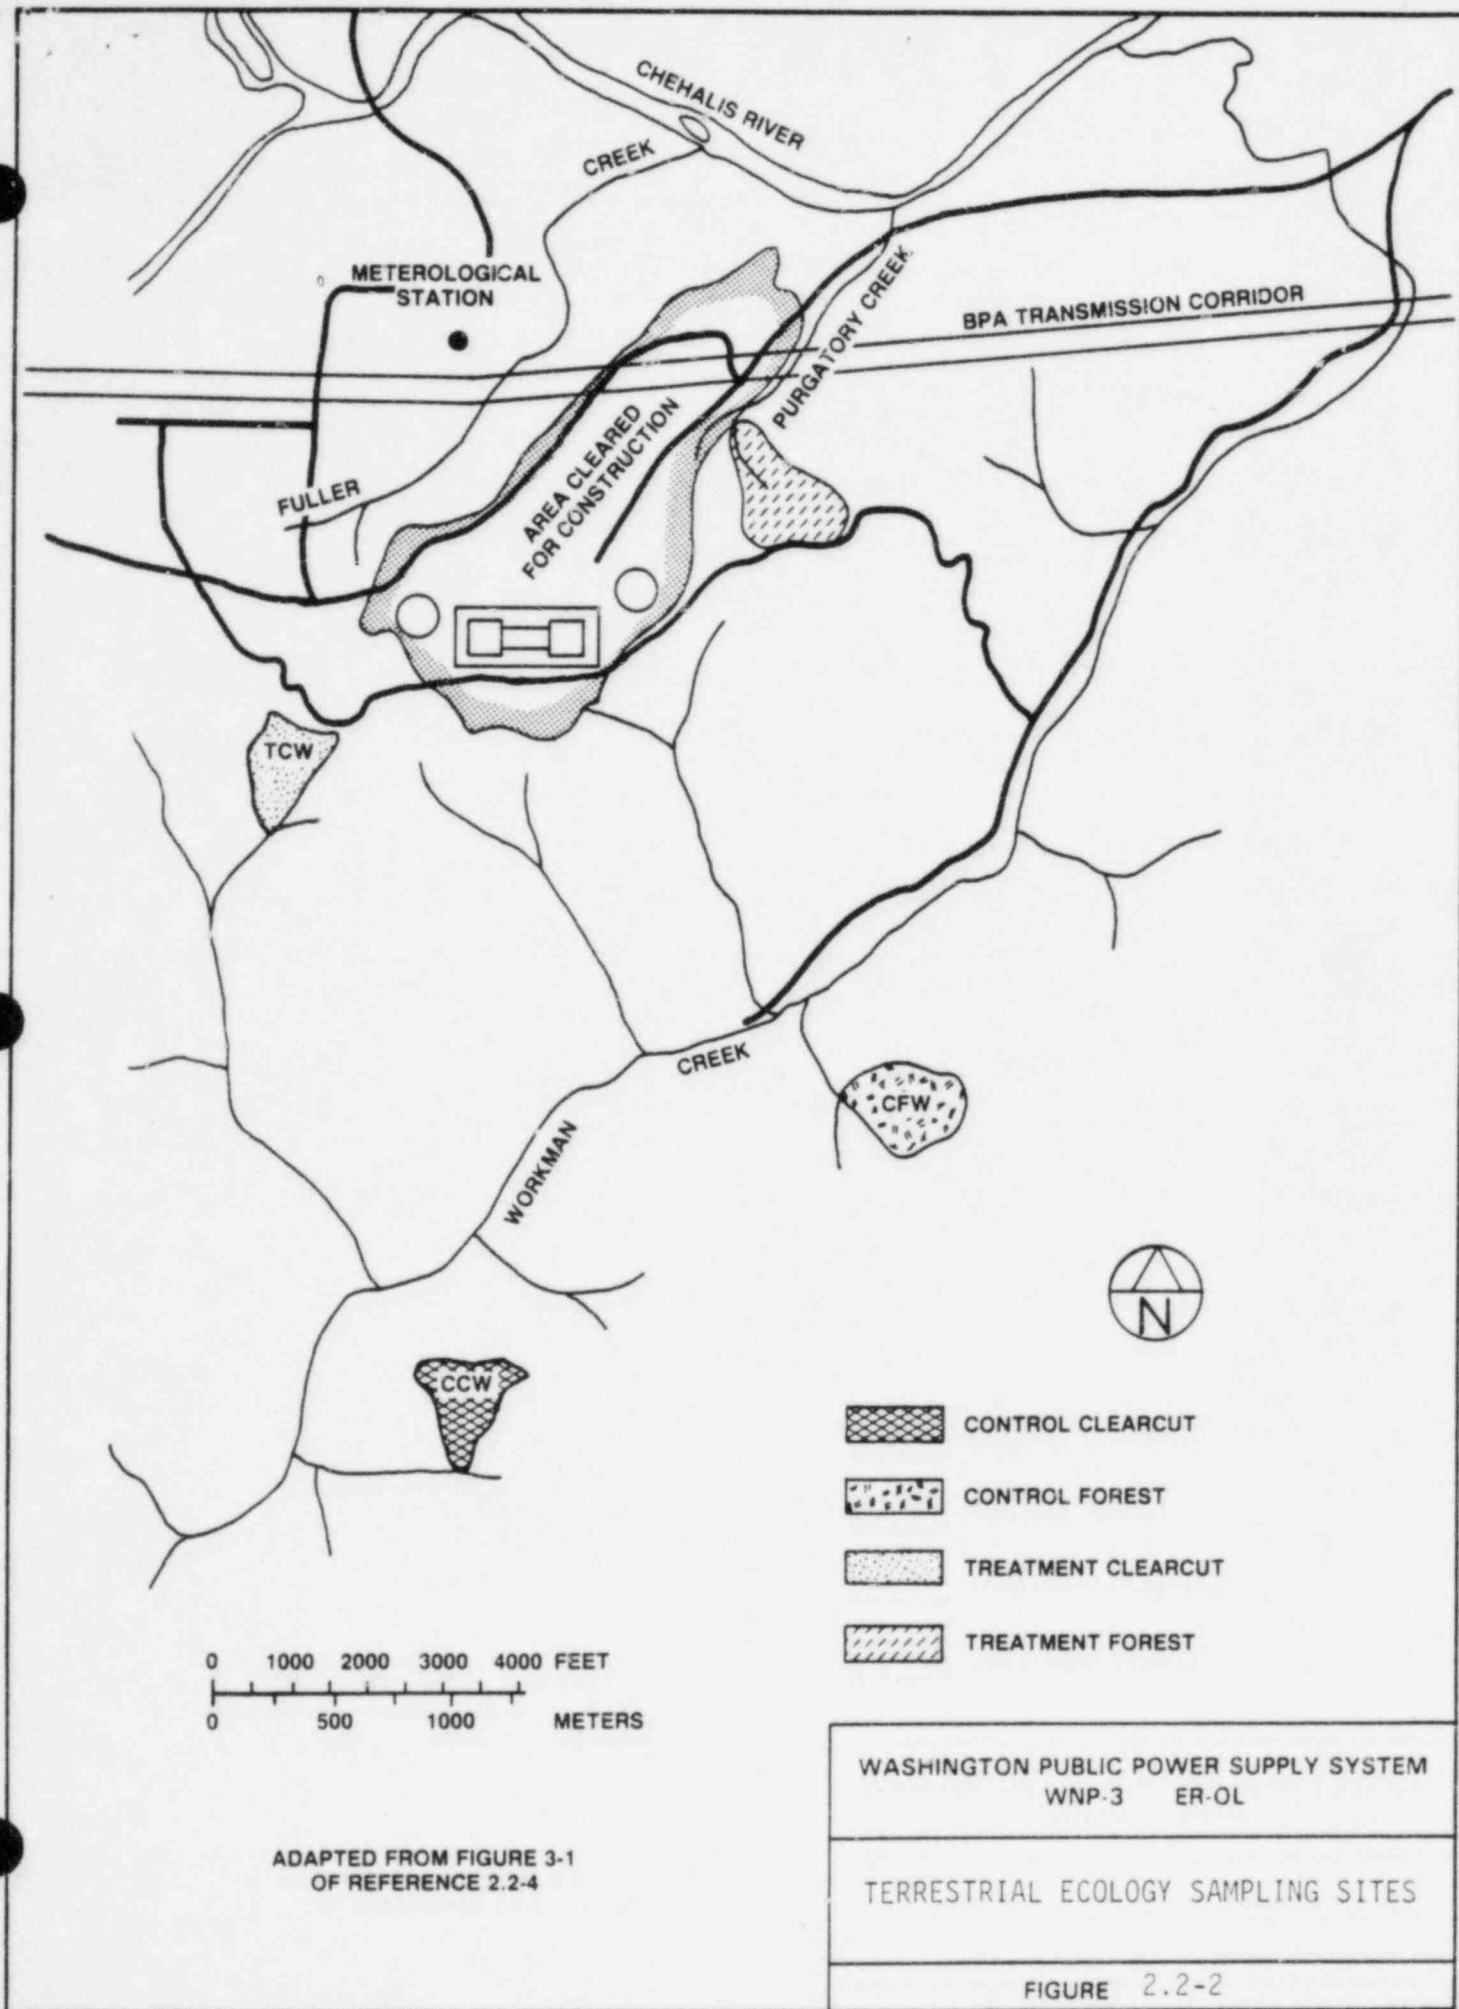 CHEHALIS RIVER
CREEK
METEROLOGICAL
STATION
BPA TRANSMISSION CORRIDOR
PURGATORY CREEK
AREA CLEARED
FOR CONSTRUCTION
FULLER
TCW
CREEK
CFW
WORKMAN
N
CCW
CONTROL CLEARCUT
CONTROL FOREST
TREATMENT CLEARCUT
TREATMENT FOREST
0 1000 2000 3000 4000 FEET
0 500 1000 METERS
ADAPTED FROM FIGURE 3-1
OF REFERENCE 2.2-4
WASHINGTON PUBLIC POWER SUPPLY SYSTEM
WNP-3 ER-OL
TERRESTRIAL ECOLOGY SAMPLING SITES
FIGURE 2.2-2